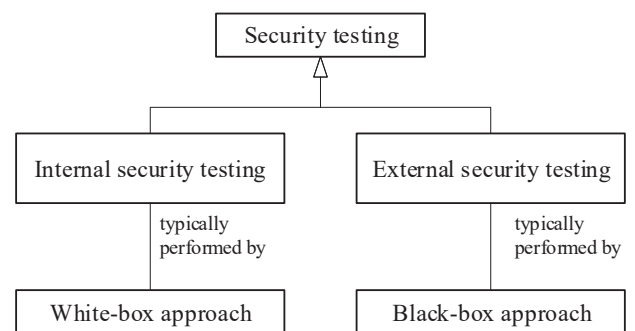 Security testing
Internal security testing
External security testing
typically
performed by
typically
performed by
White-box approach
Black-box approach